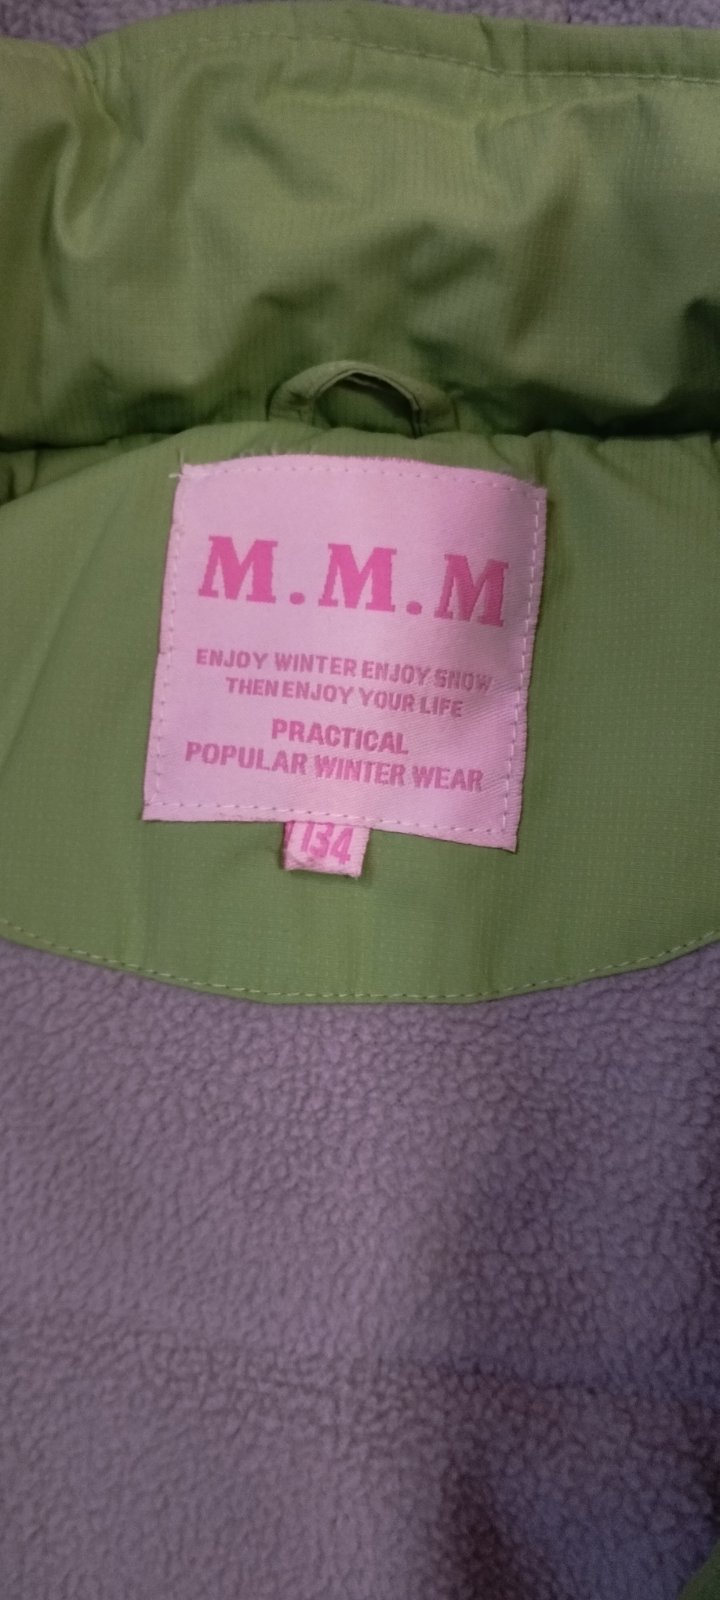 M.M.M
ENJOY WINTER ENJOY SNOW
THEN ENJOY YOUR LIFE
PRACTICAL
POPULAR WINTER WEAR
134